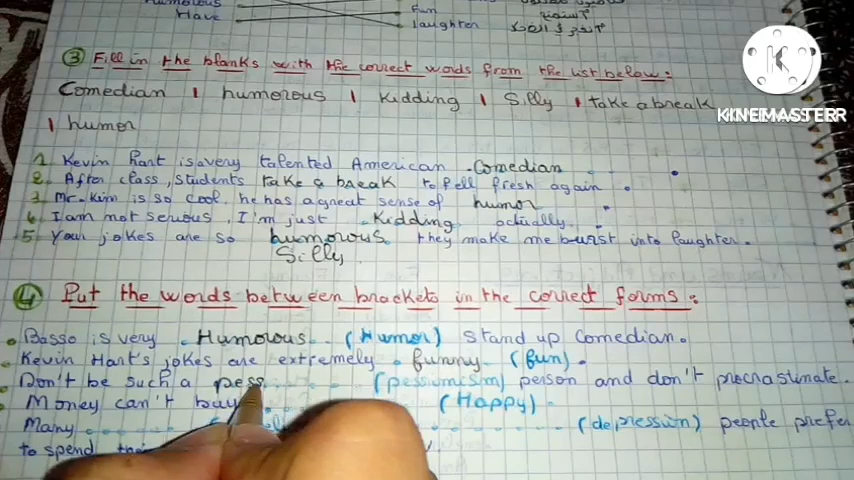 Have
Fun
laughter
③ Fill in the blanks with the correct words from the list below:
Comedian | humorous | kidding | Silly | take a break
| humor
K
KINEMASTER
1 Kevin Hart is a very talented American .Comedian . .
2. After class, students take a break to fell fresh again .
3 Mr. Kim is so cool, he has a great sense of humor .
4 I am not serious, I'm just .Kidding actually. .
5 Your jokes are so humorous they make me burst into laughter.
Silly
④ Put the words between brackets in the correct forms:
Basso is very .Humorous. . (Humor) stand up Comedian.
Kevin Hart's jokes are extremely . funny. (fun).
Don't be such a pess. . . . (pessimism) person and don't procrastinate.
Money can't buy . . (Happy).
Many . . . . . . (depression) people prefer
to spend